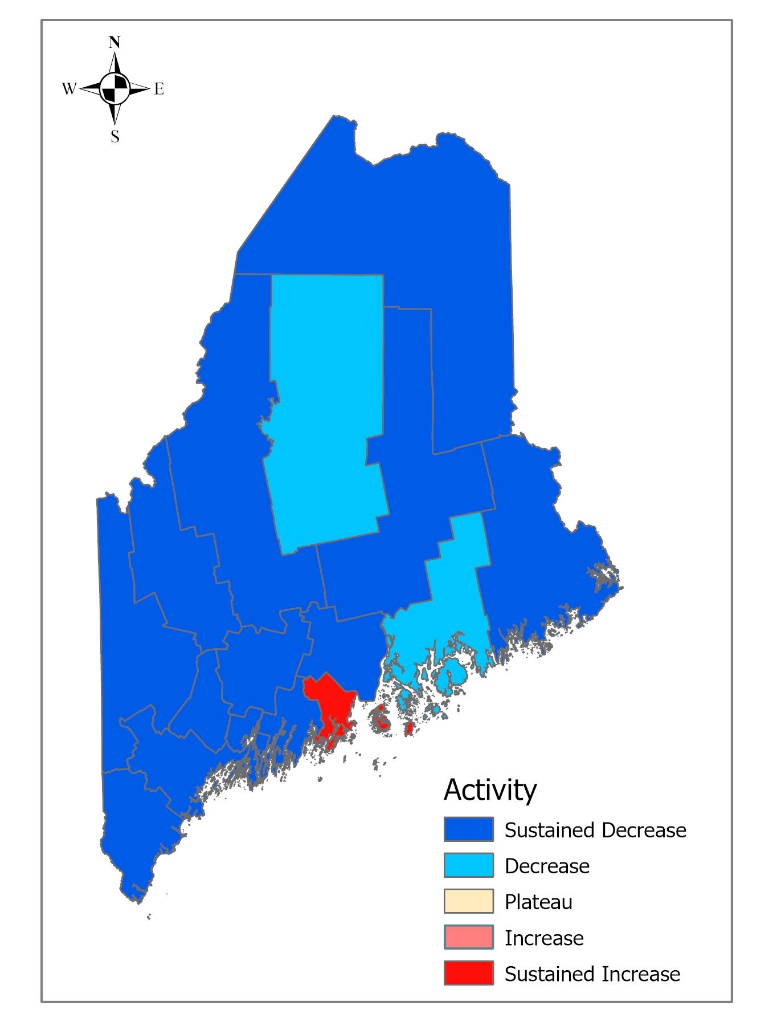 N
W E
S
Activity
Sustained Decrease
Decrease
Plateau
Increase
Sustained Increase